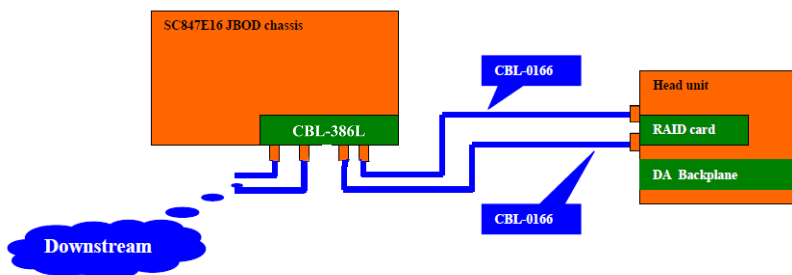 SC847E16 JBOD chassis
CBL-386L
CBL-0166
Head unit
RAID card
DA Backplane
CBL-0166
Downstream